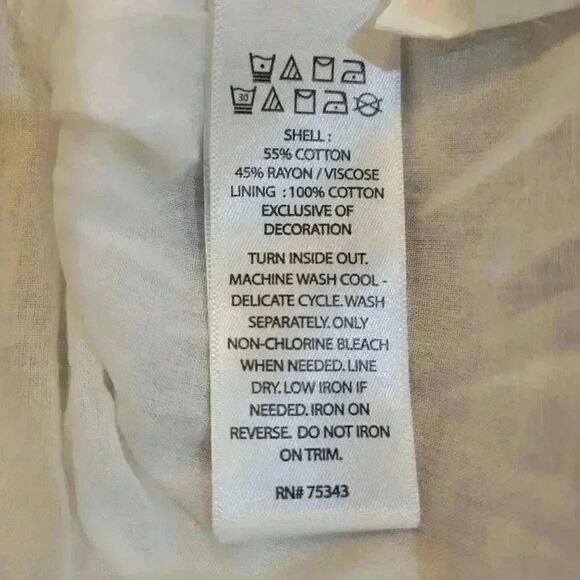 30
SHELL :
55% COTTON
45% RAYON / VISCOSE
LINING : 100% COTTON
EXCLUSIVE OF
DECORATION
TURN INSIDE OUT.
MACHINE WASH COOL -
DELICATE CYCLE. WASH
SEPARATELY. ONLY
NON-CHLORINE BLEACH
WHEN NEEDED. LINE
DRY. LOW IRON IF
NEEDED. IRON ON
REVERSE. DO NOT IRON
ON TRIM.
RN# 75343